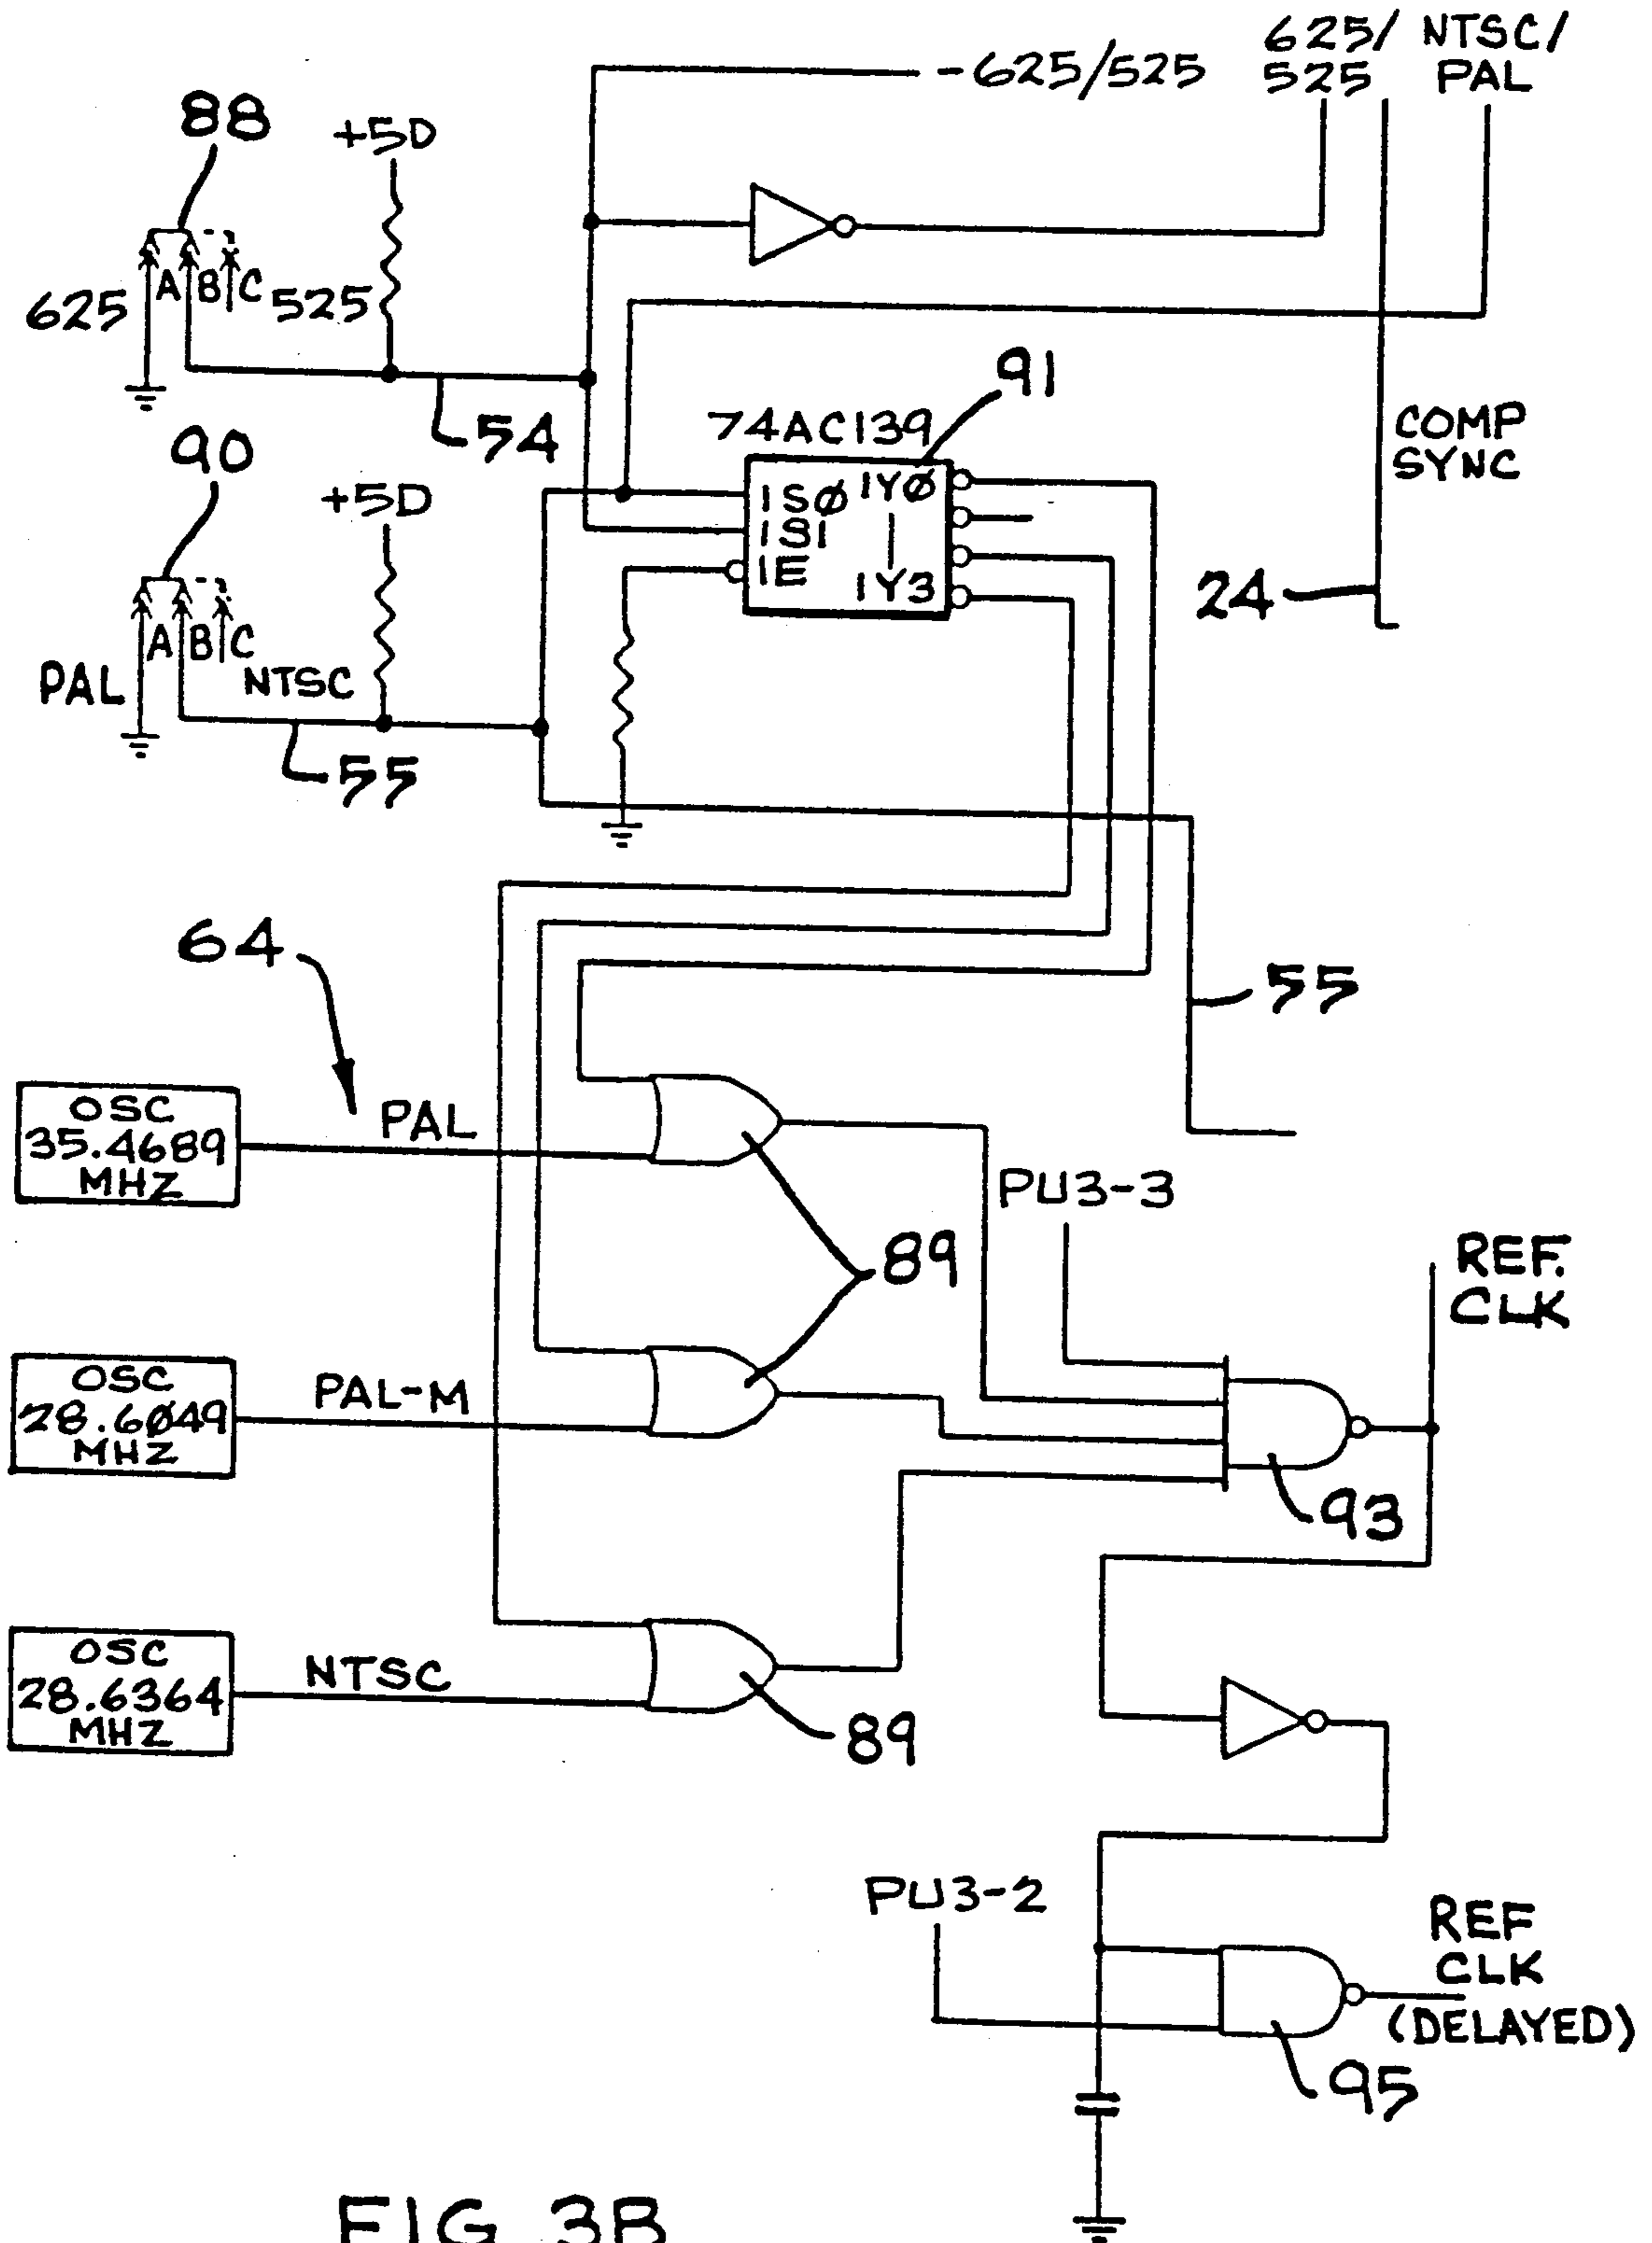 -625/525
625/
525
NTSC/
PAL
88
+5D
625
A B C
525
54
91
74AC139
1SØ 1YØ
1S1
1E 1Y3
COMP
SYNC
24
90
+5D
A B C
PAL
NTSC
55
55
64
OSC
35.4689
MHZ
PAL
PU3-3
89
REF.
CLK
OSC
28.6Ø49
MHZ
PAL-M
93
OSC
28.6364
MHZ
NTSC
89
PU3-2
REF
CLK
(DELAYED)
95
FIG 3B